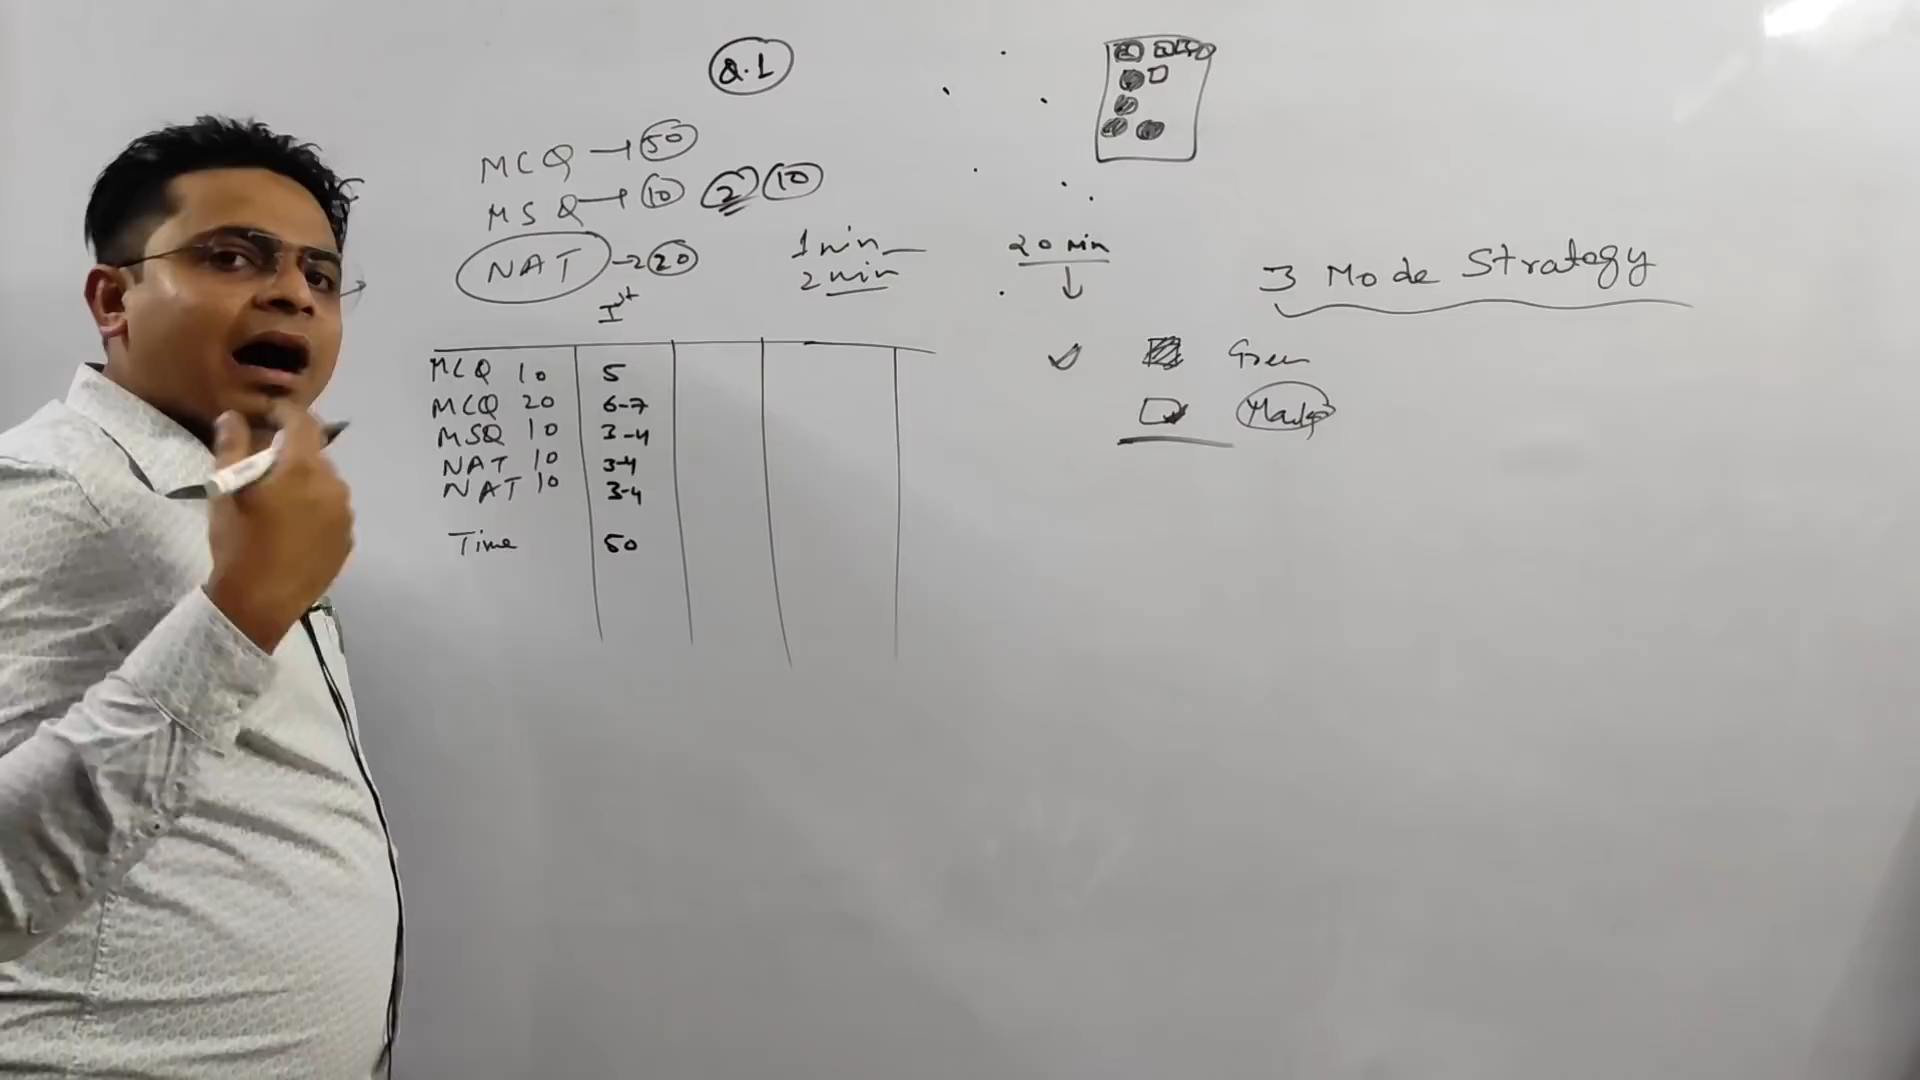 Q.1
MCQ → 50
MSQ → 10 2 10
NAT → 20
1 min
2 min
20 min
3 Mode Strategy
Ist
MCQ 10 5
MCQ 20 6-7
MSQ 10 3-4
NAT 10 3-4
NAT 10 3-4
Time 50
Green